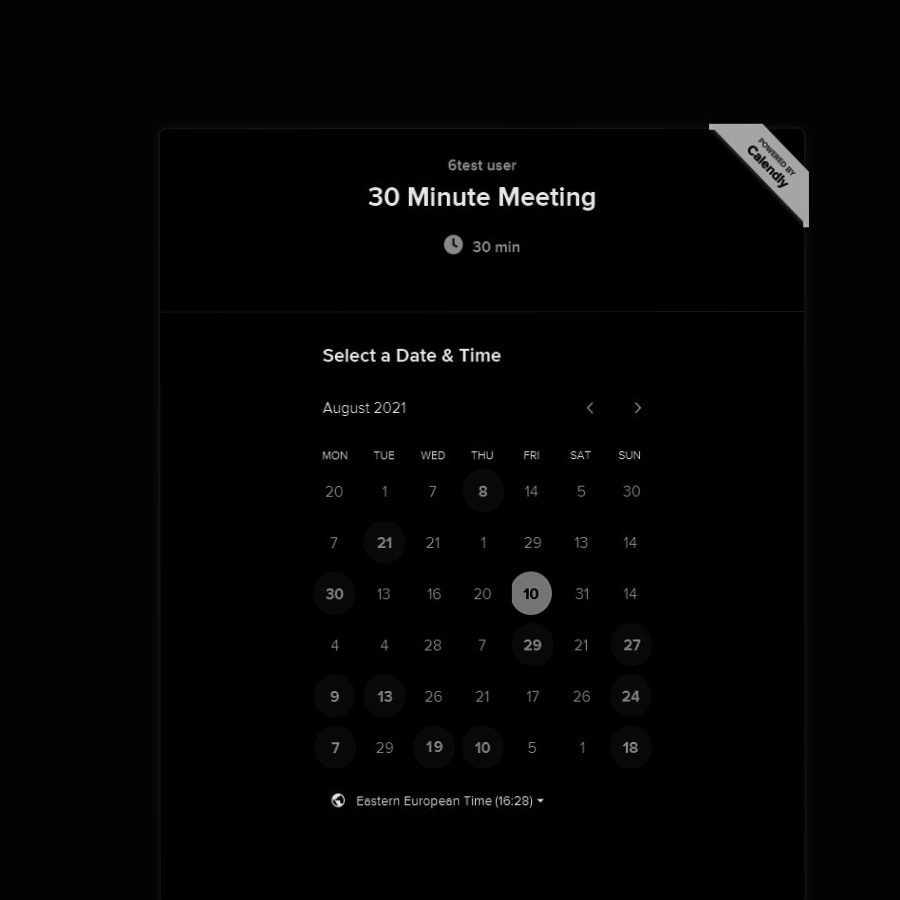 POWERED BY
Calendly
6test user
30 Minute Meeting
30 min
Select a Date & Time
August 2021
MON TUE WED THU FRI SAT SUN
20 1 7 8 14 5 30
7 21 21 1 29 13 14
30 13 16 20 10 31 14
4 4 28 7 29 21 27
9 13 26 21 17 26 24
7 29 19 10 5 1 18
Eastern European Time (16:28)